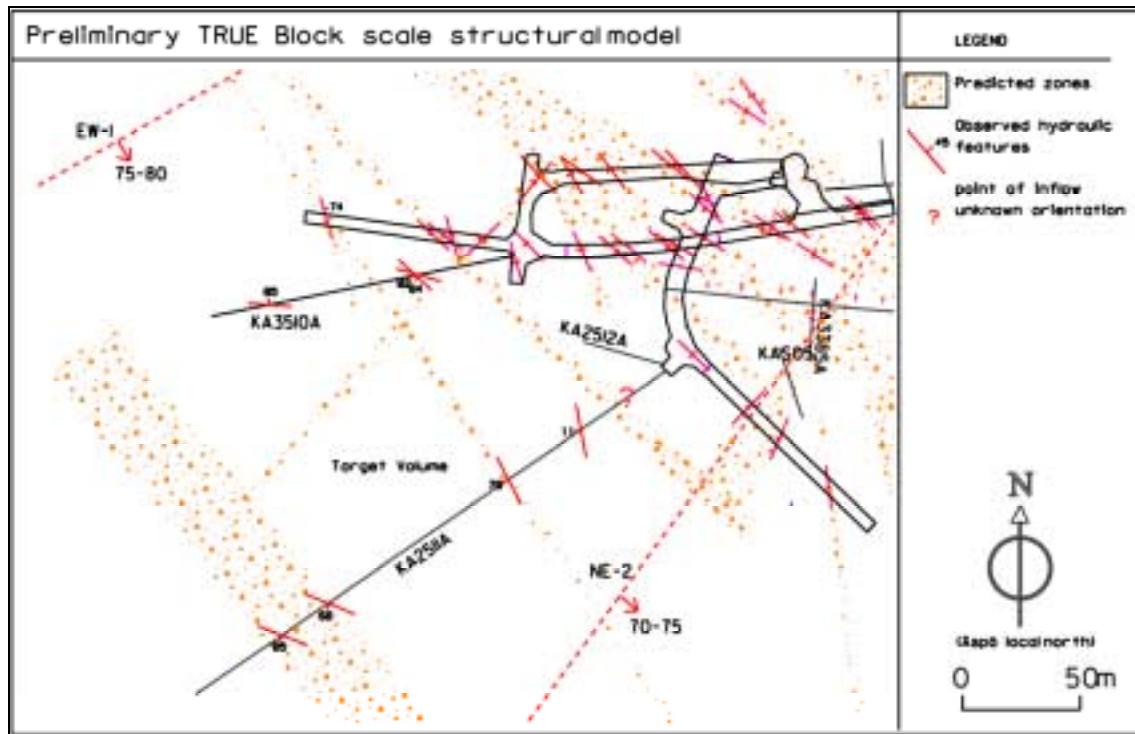 Preliminary TRUE Block scale structural model
LEGEND
Predicted zones
Observed hydraulic
features
point of inflow
unknown orientation
?
EW-1
75-80
74
KA3510A
KA2512A
?
Target Volume
KA2511A
NE-2
70-75
N
(Äspö local north)
0 50m